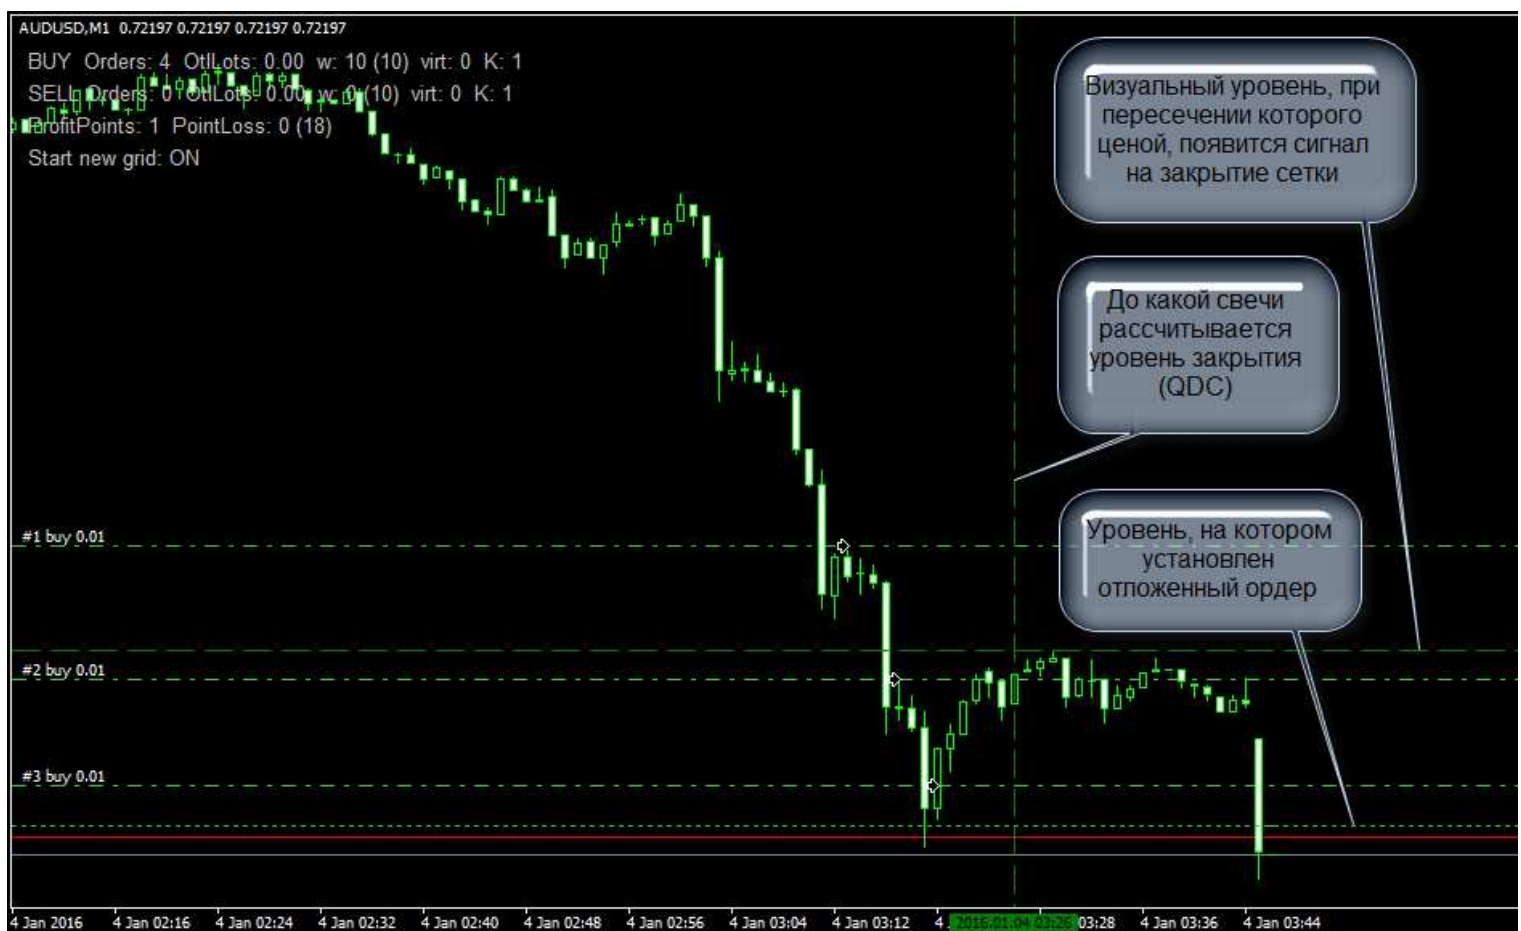 AUDUSD,M1 0.72197 0.72197 0.72197 0.72197
BUY Orders: 4 OtlLots: 0.00 w: 10 (10) virt: 0 K: 1
SELL Orders: 0 OtlLots: 0.00 w: 0 (10) virt: 0 K: 1
ProfitPoints: 1 PointLoss: 0 (18)
Start new grid: ON
Визуальный уровень, при
пересечении которого
ценой, появится сигнал
на закрытие сетки
До какой свечи
рассчитывается
уровень закрытия
(QDC)
Уровень, на котором
установлен
отложенный ордер
#1 buy 0.01
#2 buy 0.01
#3 buy 0.01
4 Jan 2016 4 Jan 02:16 4 Jan 02:24 4 Jan 02:32 4 Jan 02:40 4 Jan 02:48 4 Jan 02:56 4 Jan 03:04 4 Jan 03:12 4 2016.01.04 03:26 03:28 4 Jan 03:36 4 Jan 03:44